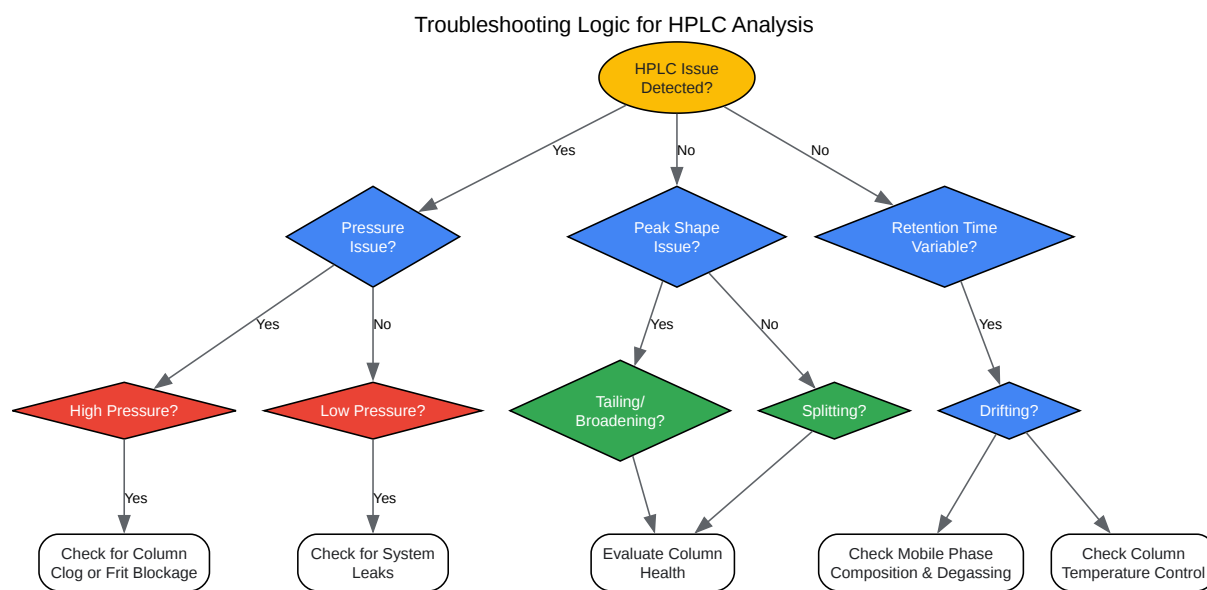 Troubleshooting Logic for HPLC Analysis
HPLC Issue
Detected?
Yes
No
No
Pressure
Issue?
Peak Shape
Issue?
Retention Time
Variable?
Yes
No
Yes
No
Yes
High Pressure?
Low Pressure?
Tailing/
Broadening?
Splitting?
Drifting?
Yes
Yes
Check for Column
Clog or Frit Blockage
Check for System
Leaks
Evaluate Column
Health
Check Mobile Phase
Composition & Degassing
Check Column
Temperature Control